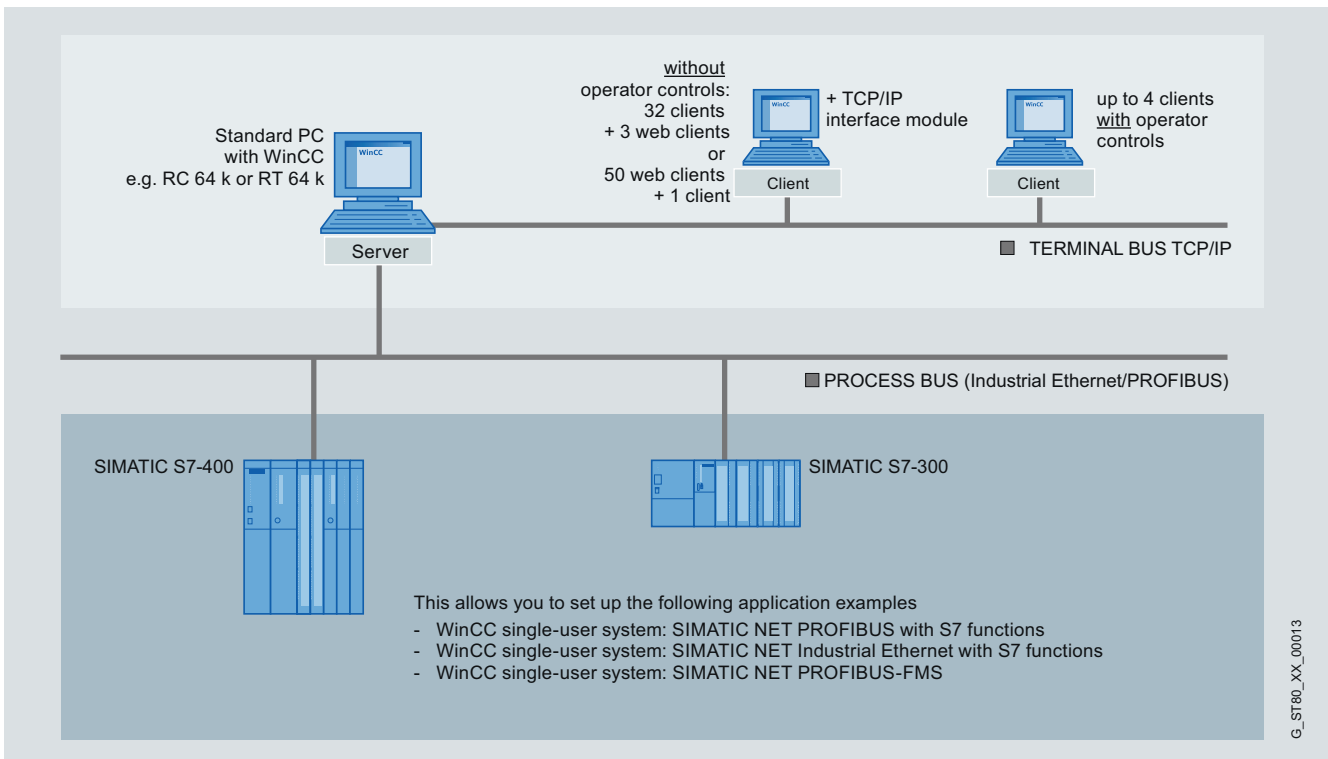 without
operator controls:
32 clients
+ 3 web clients
or
50 web clients
+ 1 client
WinCC
+ TCP/IP
interface module
Client
WinCC
up to 4 clients
with operator
controls
Client
Standard PC
with WinCC
e.g. RC 64 k or RT 64 k
WinCC
Server
TERMINAL BUS TCP/IP
PROCESS BUS (Industrial Ethernet/PROFIBUS)
SIMATIC S7-400
SIMATIC S7-300
This allows you to set up the following application examples
- WinCC single-user system: SIMATIC NET PROFIBUS with S7 functions
- WinCC single-user system: SIMATIC NET Industrial Ethernet with S7 functions
- WinCC single-user system: SIMATIC NET PROFIBUS-FMS
G_ST80_XX_00013